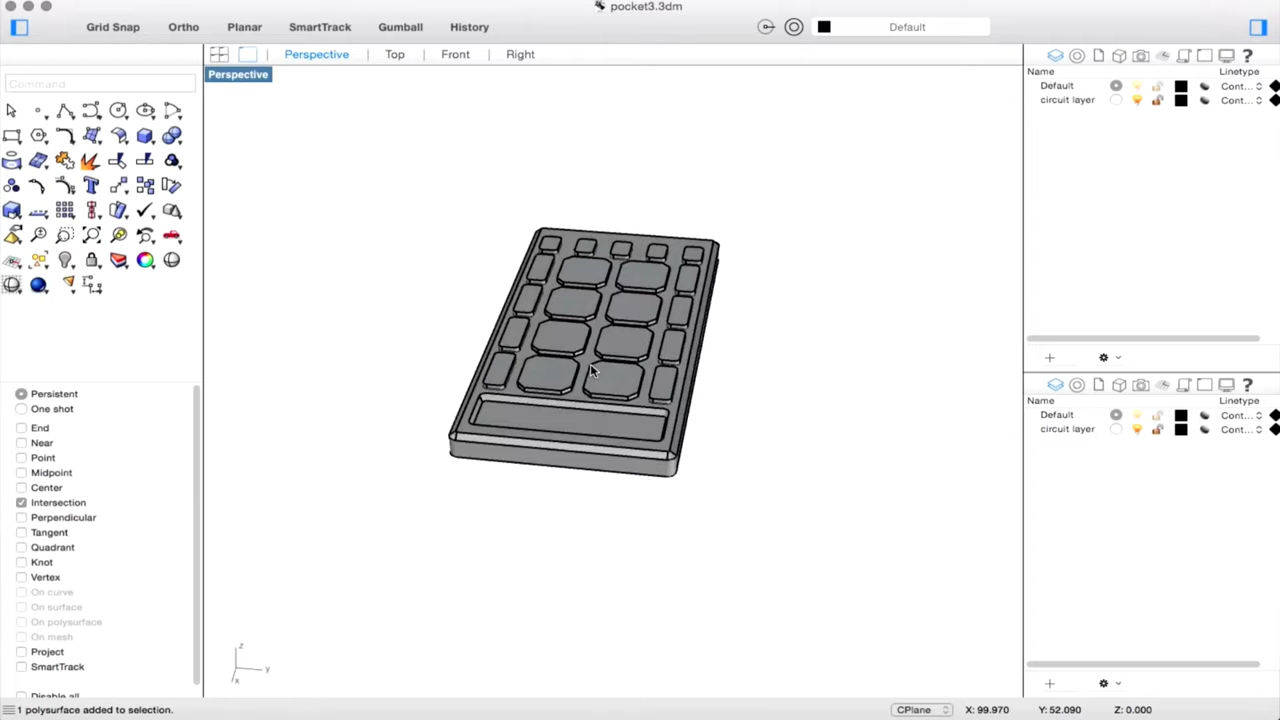 pocket3.3dm
Grid Snap Ortho Planar SmartTrack Gumball History Default
Perspective Top Front Right
Perspective
Command
Name Linetype
Default Cont...
circuit layer Cont...
Name Linetype
Default Cont...
circuit layer Cont...
Persistent
One shot
End
Near
Point
Midpoint
Center
Intersection
Perpendicular
Tangent
Quadrant
Knot
Vertex
On curve
On surface
On polysurface
On mesh
Project
SmartTrack
Disable all
z
y
x
1 polysurface added to selection. CPlane X: 99.970 Y: 52.090 Z: 0.000